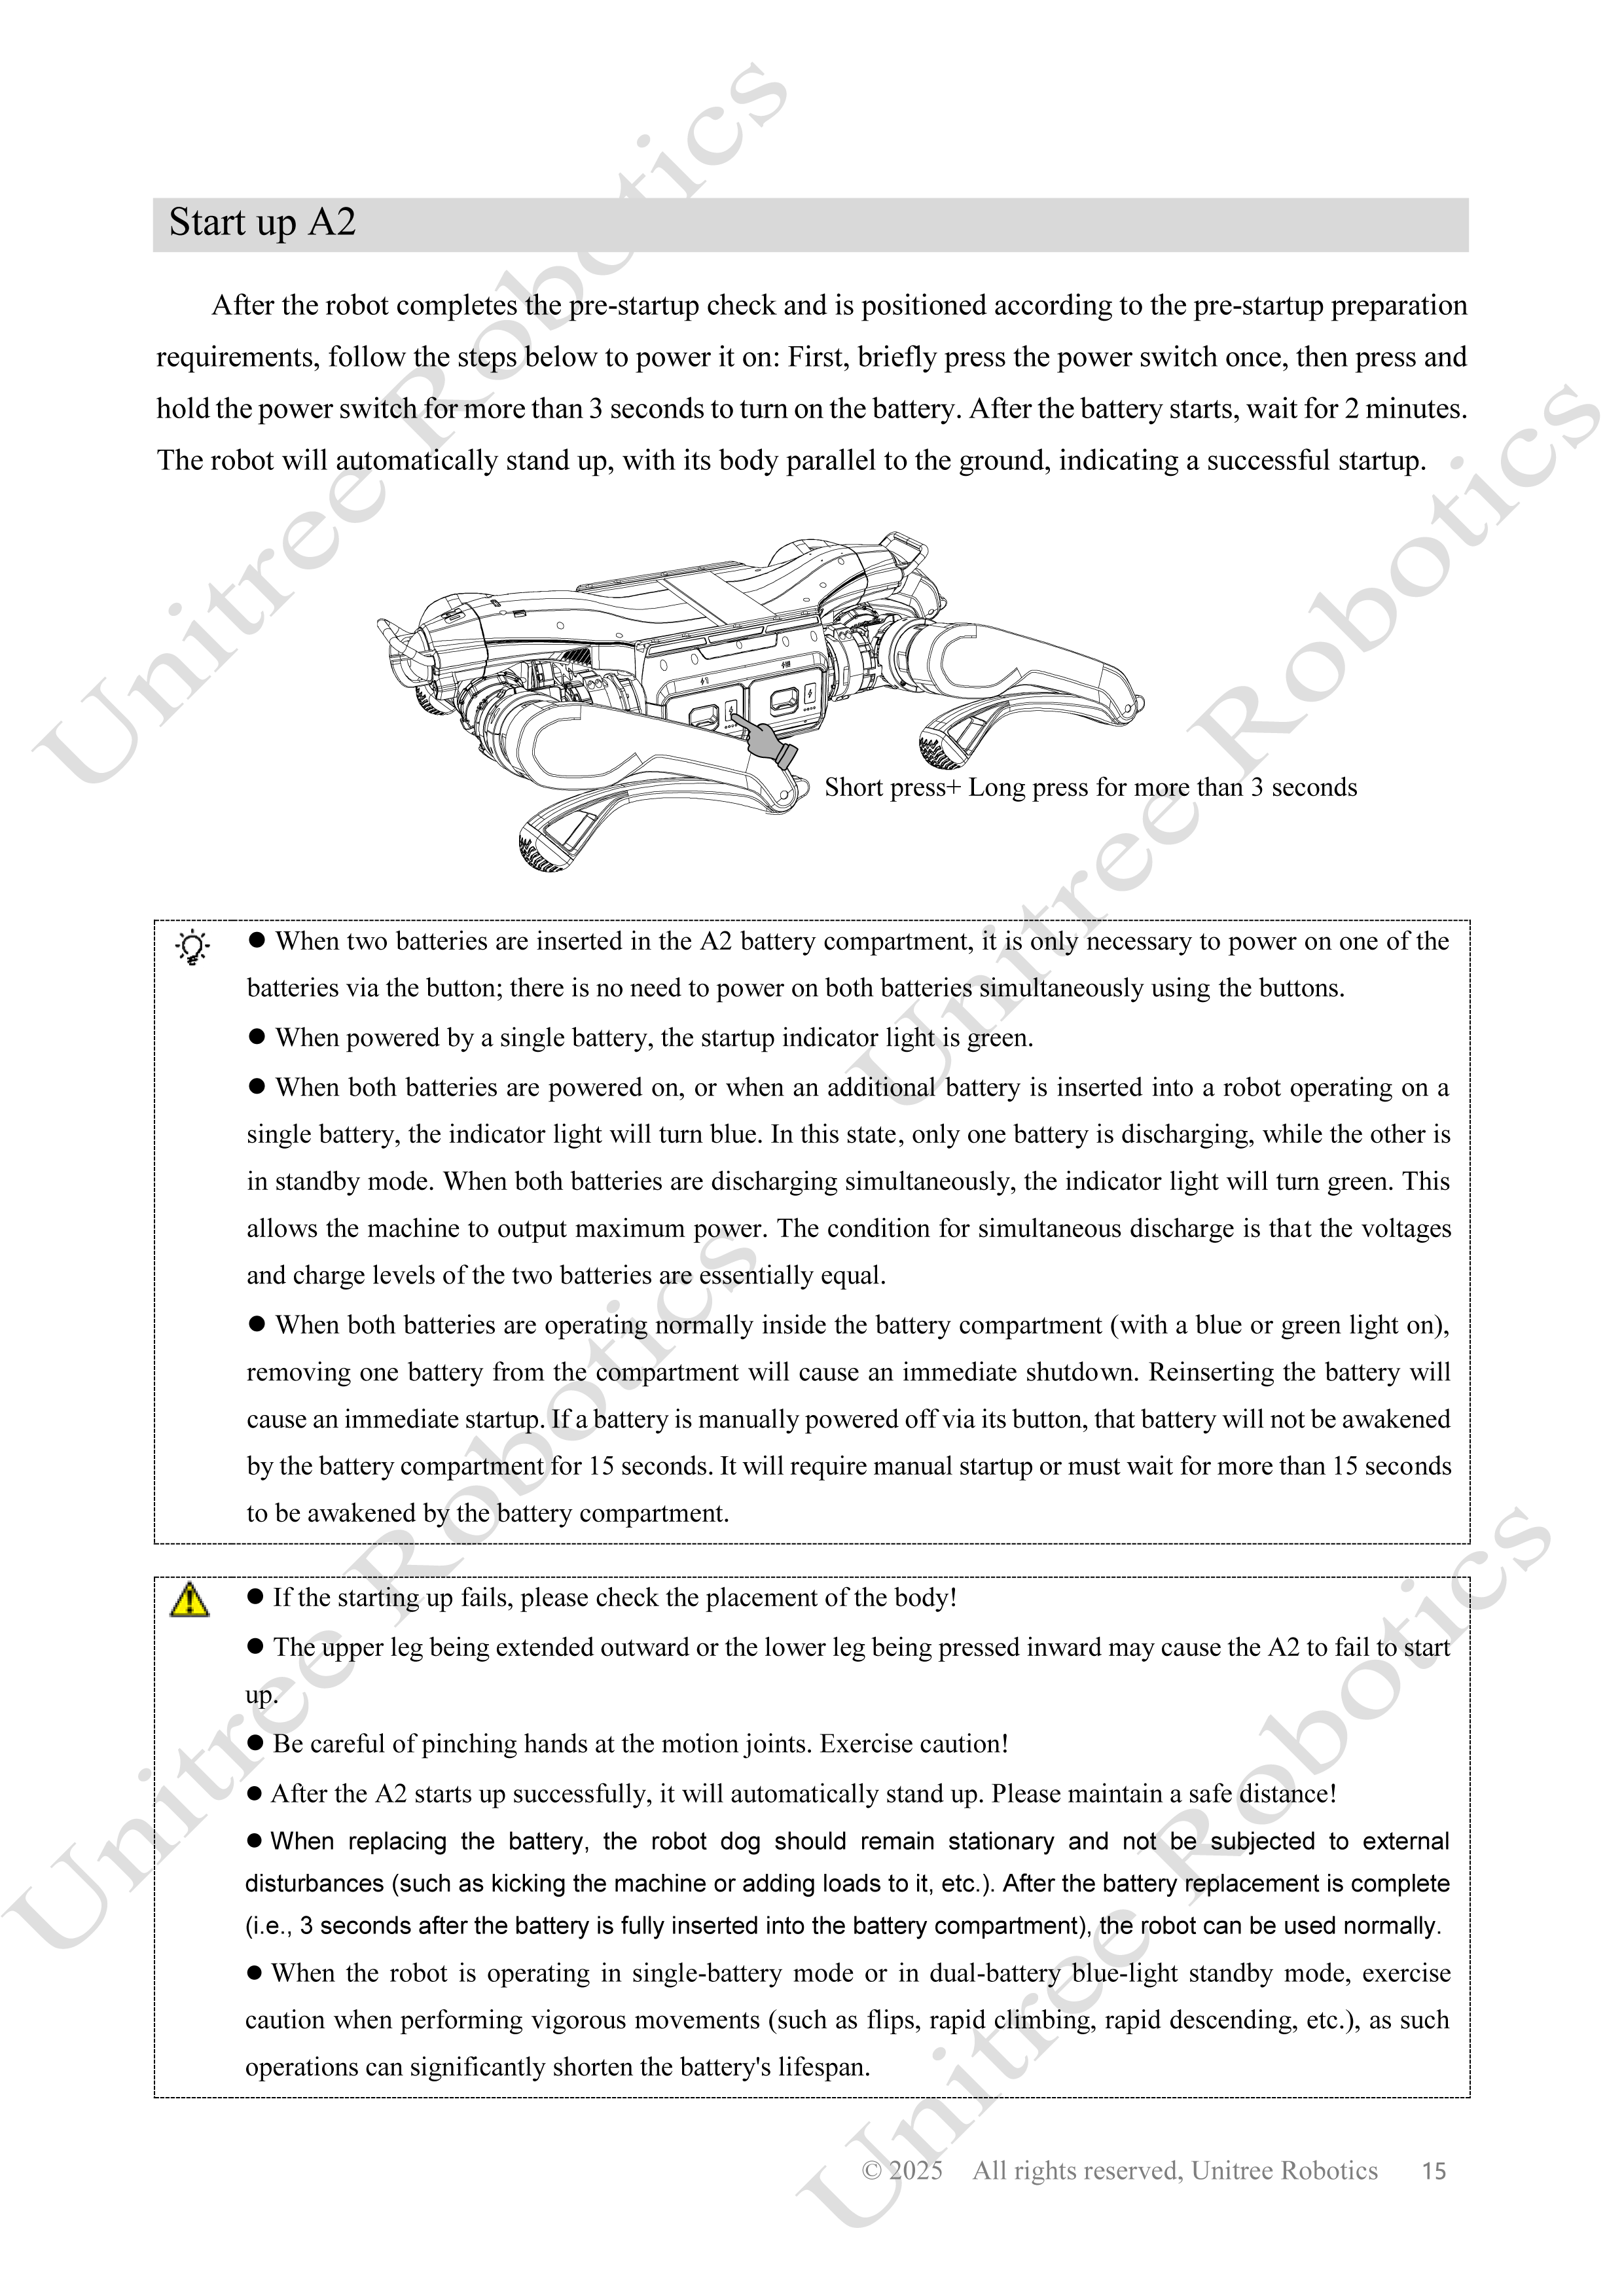 Start up A2
After the robot completes the pre-startup check and is positioned according to the pre-startup preparation
requirements, follow the steps below to power it on: First, briefly press the power switch once, then press and
hold the power switch for more than 3 seconds to turn on the battery. After the battery starts, wait for 2 minutes.
The robot will automatically stand up, with its body parallel to the ground, indicating a successful startup.
Short press+ Long press for more than 3 seconds
● When two batteries are inserted in the A2 battery compartment, it is only necessary to power on one of the
batteries via the button; there is no need to power on both batteries simultaneously using the buttons.
● When powered by a single battery, the startup indicator light is green.
● When both batteries are powered on, or when an additional battery is inserted into a robot operating on a
single battery, the indicator light will turn blue. In this state, only one battery is discharging, while the other is
in standby mode. When both batteries are discharging simultaneously, the indicator light will turn green. This
allows the machine to output maximum power. The condition for simultaneous discharge is that the voltages
and charge levels of the two batteries are essentially equal.
● When both batteries are operating normally inside the battery compartment (with a blue or green light on),
removing one battery from the compartment will cause an immediate shutdown. Reinserting the battery will
cause an immediate startup. If a battery is manually powered off via its button, that battery will not be awakened
by the battery compartment for 15 seconds. It will require manual startup or must wait for more than 15 seconds
to be awakened by the battery compartment.
● If the starting up fails, please check the placement of the body!
● The upper leg being extended outward or the lower leg being pressed inward may cause the A2 to fail to start
up.
● Be careful of pinching hands at the motion joints. Exercise caution!
● After the A2 starts up successfully, it will automatically stand up. Please maintain a safe distance!
● When replacing the battery, the robot dog should remain stationary and not be subjected to external
disturbances (such as kicking the machine or adding loads to it, etc.). After the battery replacement is complete
(i.e., 3 seconds after the battery is fully inserted into the battery compartment), the robot can be used normally.
● When the robot is operating in single-battery mode or in dual-battery blue-light standby mode, exercise
caution when performing vigorous movements (such as flips, rapid climbing, rapid descending, etc.), as such
operations can significantly shorten the battery's lifespan.
© 2025 All rights reserved, Unitree Robotics 15
Unitree Robotics
Unitree Robotics
Unitree Robotics
Unitree Robotics